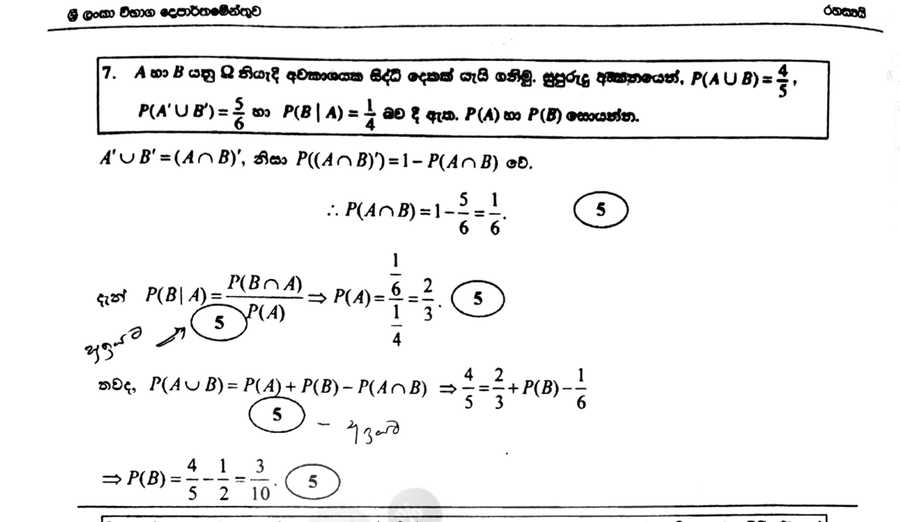 ශ්‍රී ලංකා විභාග දෙපාර්තමේන්තුව රහස්‍යයි
7. A හා B යනු Ω නියැදි අවකාශයක සිද්ධි දෙකක් යැයි ගනිමු. සුපුරුදු අංකනයෙන්, P(A ∪ B) = 4/5,
P(A′ ∪ B′) = 5/6 හා P(B | A) = 1/4 බව දී ඇත. P(A) හා P(B) සොයන්න.
A′ ∪ B′ = (A ∩ B)′, නිසා P((A ∩ B)′) = 1 − P(A ∩ B) වේ.
∴ P(A ∩ B) = 1 − 5/6 = 1/6. 5
දැන් P(B | A) = P(B ∩ A)/P(A) ⇒ P(A) = (1/6)/(1/4) = 2/3. 5
5
තවද, P(A ∪ B) = P(A) + P(B) − P(A ∩ B) ⇒ 4/5 = 2/3 + P(B) − 1/6
5 –
⇒ P(B) = 4/5 − 1/2 = 3/10. 5